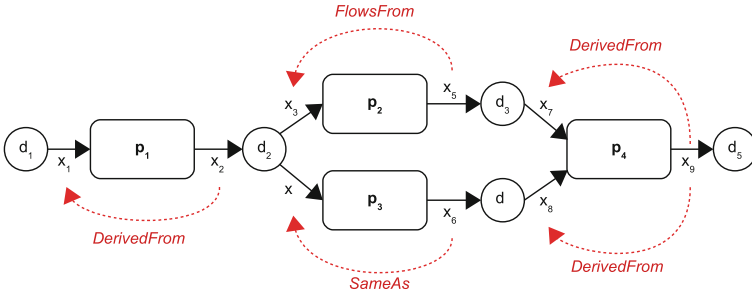 FlowsFrom
DerivedFrom
x3
p2
x5
d3
x7
d1
x1
p1
x2
d2
p4
x9
d5
x
p3
x6
d
x8
DerivedFrom
SameAs
DerivedFrom